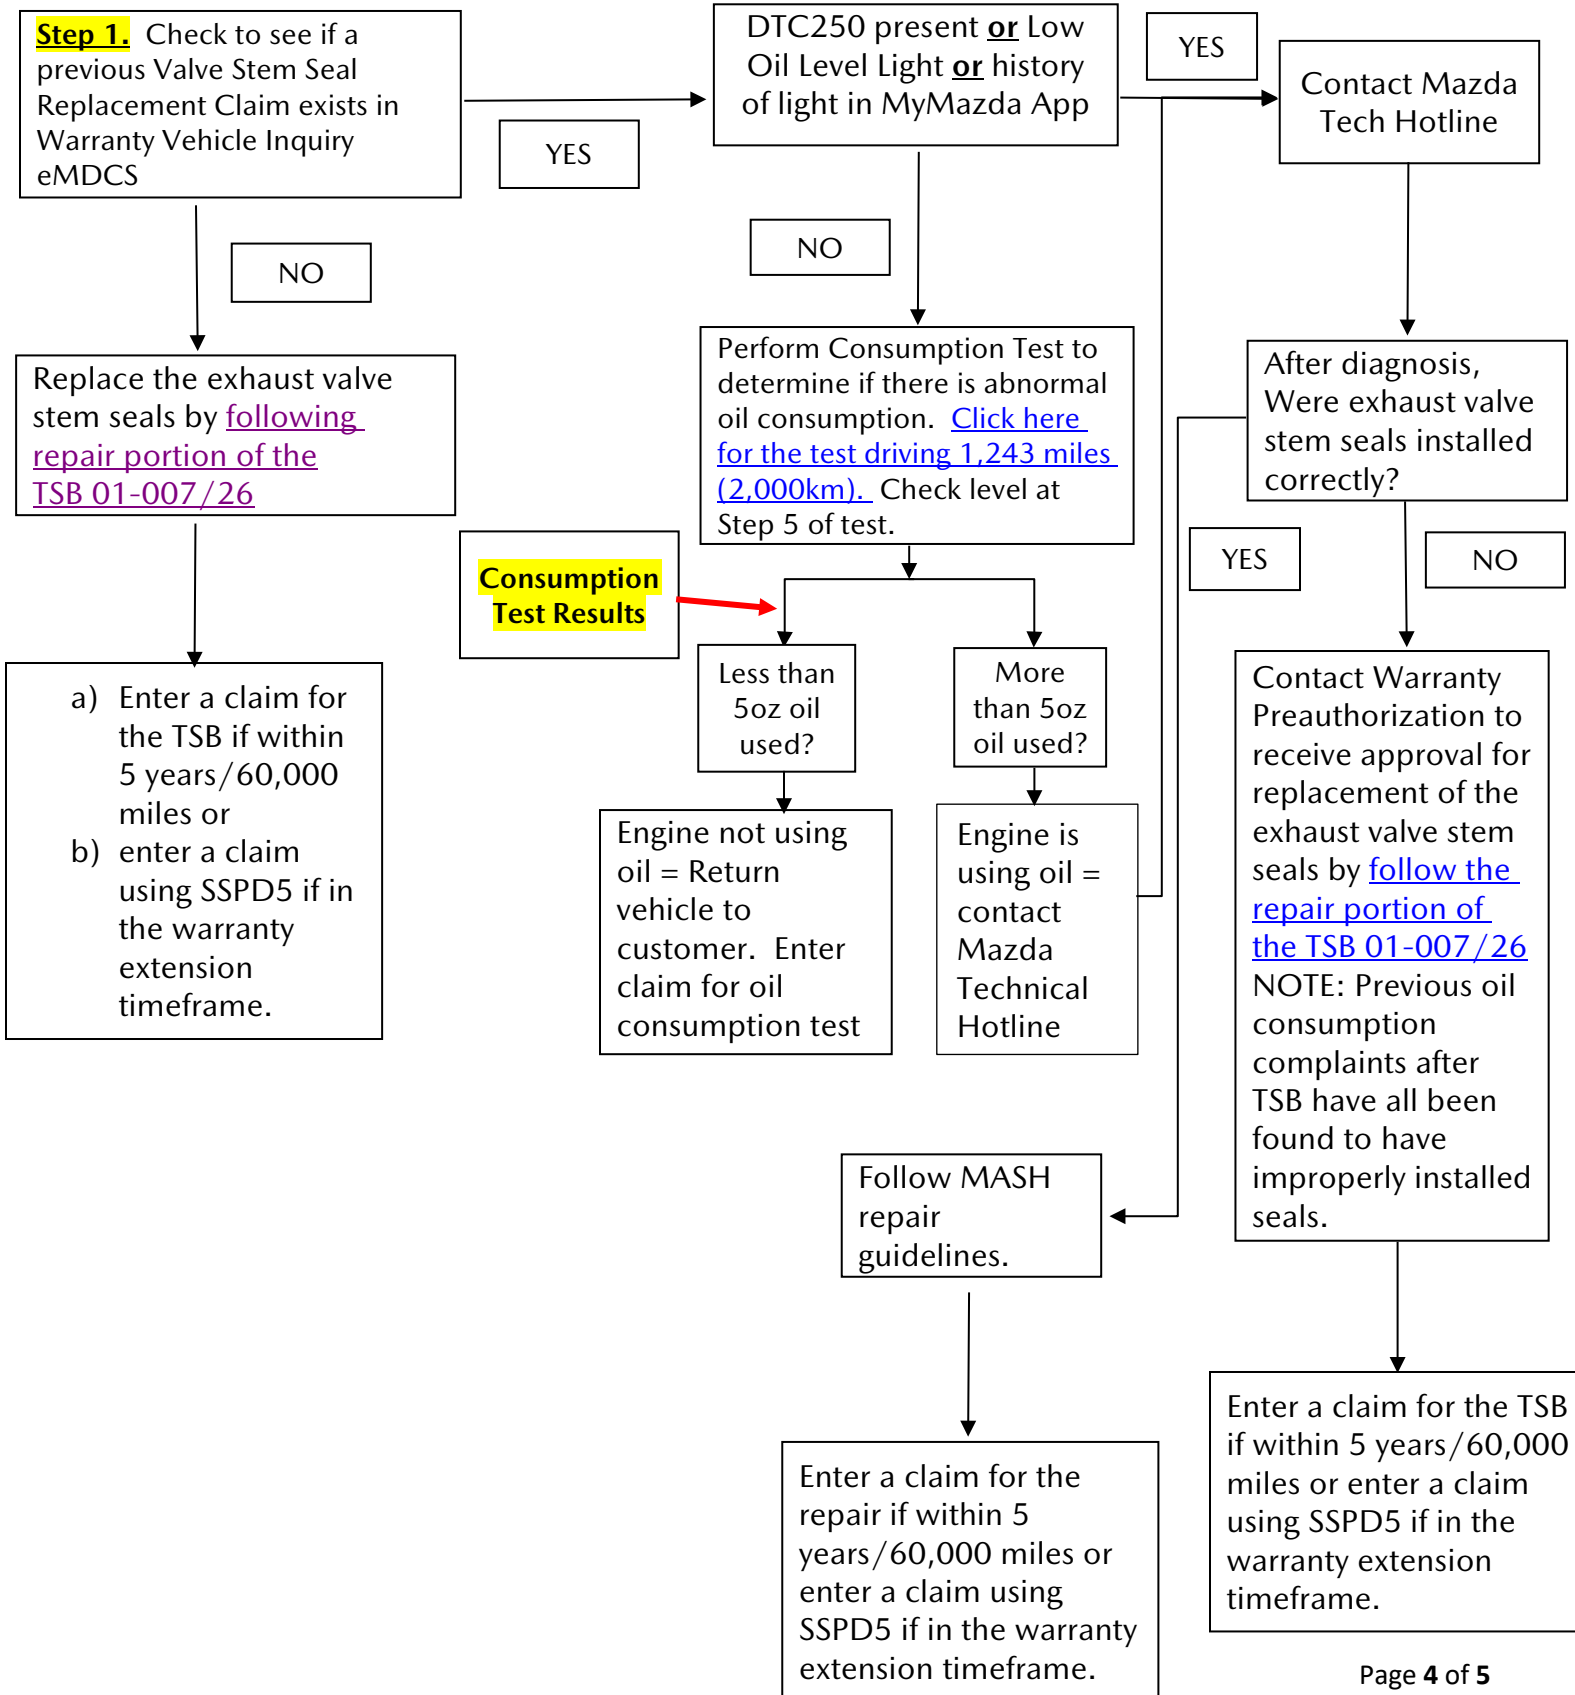 Step 1.  Check to see if a
previous Valve Stem Seal
Replacement Claim exists in
Warranty Vehicle Inquiry
eMDCS
YES
DTC250 present or Low
Oil Level Light or history
of light in MyMazda App
YES
Contact Mazda
Tech Hotline
NO
NO
Replace the exhaust valve
stem seals by following
repair portion of the
TSB 01-007/26
Perform Consumption Test to
determine if there is abnormal
oil consumption.  Click here
for the test driving 1,243 miles
(2,000km).  Check level at
Step 5 of test.
After diagnosis,
Were exhaust valve
stem seals installed
correctly?
YES
NO
Consumption
Test Results
a) Enter a claim for
the TSB if within
5 years/60,000
miles or
b) enter a claim
using SSPD5 if in
the warranty
extension
timeframe.
Less than
5oz oil
used?
More
than 5oz
oil used?
Engine not using
oil = Return
vehicle to
customer.  Enter
claim for oil
consumption test
Engine is
using oil =
contact
Mazda
Technical
Hotline
Contact Warranty
Preauthorization to
receive approval for
replacement of the
exhaust valve stem
seals by follow the
repair portion of
the TSB 01-007/26
NOTE: Previous oil
consumption
complaints after
TSB have all been
found to have
improperly installed
seals.
Follow MASH
repair
guidelines.
Enter a claim for the
repair if within 5
years/60,000 miles or
enter a claim using
SSPD5 if in the warranty
extension timeframe.
Enter a claim for the TSB
if within 5 years/60,000
miles or enter a claim
using SSPD5 if in the
warranty extension
timeframe.
Page 4 of 5